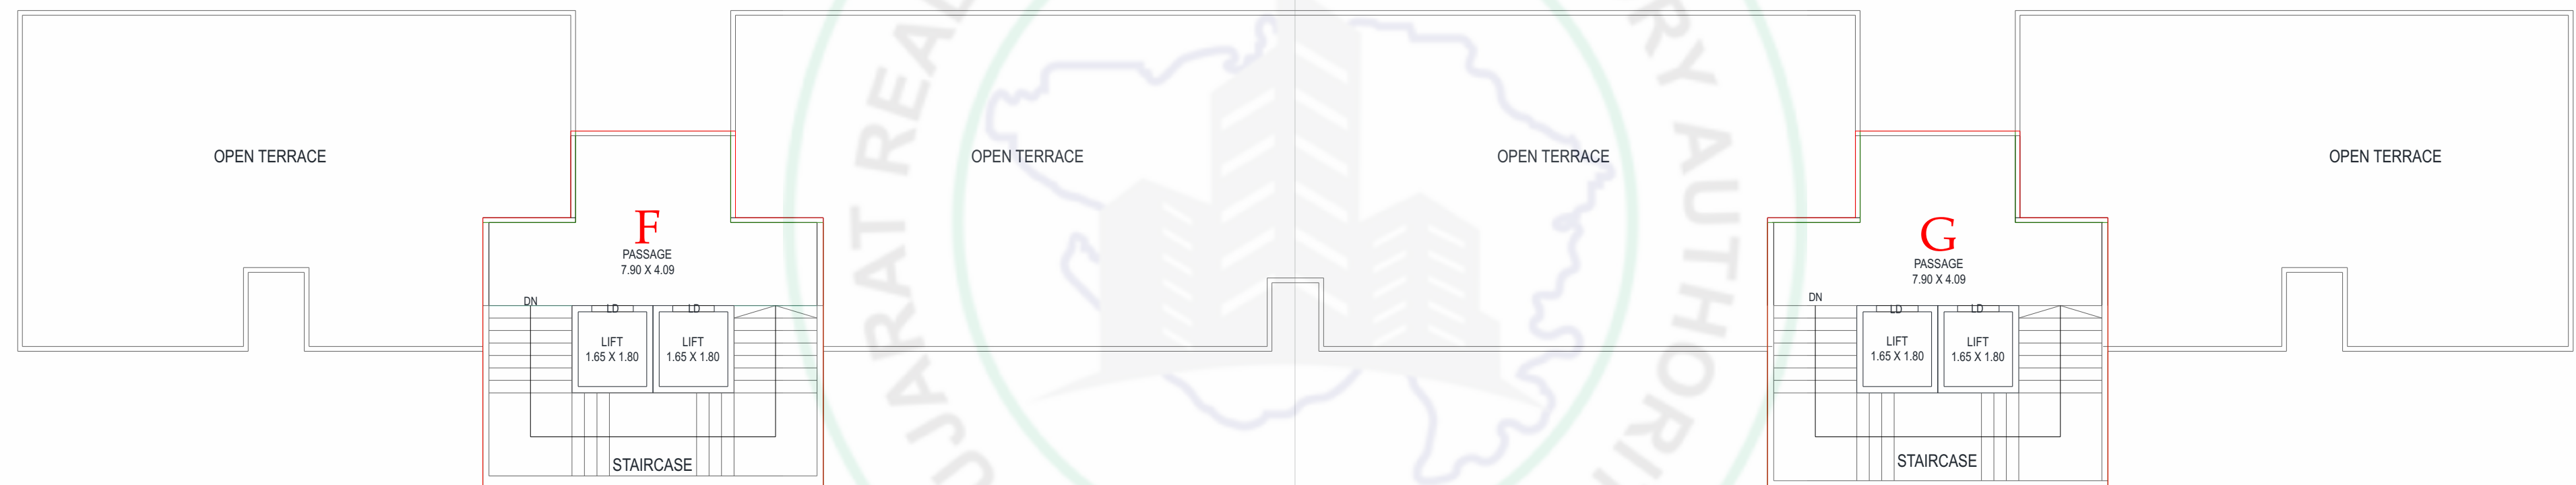 OPEN TERRACE
OPEN TERRACE
OPEN TERRACE
OPEN TERRACE
F
PASSAGE
7.90 X 4.09
DN
LD
LD
LIFT
1.65 X 1.80
LIFT
1.65 X 1.80
STAIRCASE
G
PASSAGE
7.90 X 4.09
DN
LD
LD
LIFT
1.65 X 1.80
LIFT
1.65 X 1.80
STAIRCASE
UJARAT REAL
RY AUTHORI